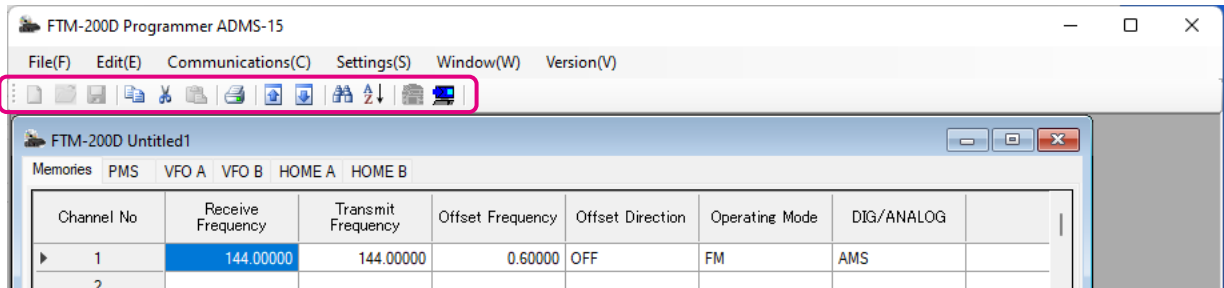 FTM-200D Programmer ADMS-15
File(F) Edit(E) Communications(C) Settings(S) Window(W) Version(V)
FTM-200D Untitled1
Memories PMS VFO A VFO B HOME A HOME B
Channel No Receive Frequency Transmit Frequency Offset Frequency Offset Direction Operating Mode DIG/ANALOG
1 144.00000 144.00000 0.60000 OFF FM AMS
2